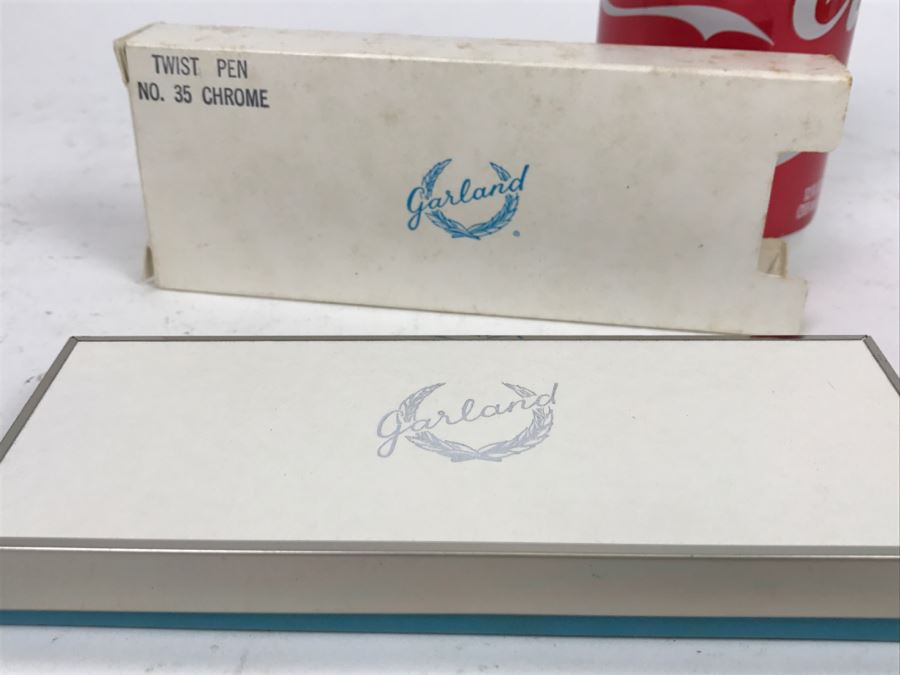 TWIST PEN
NO. 35 CHROME
Garland
Garland